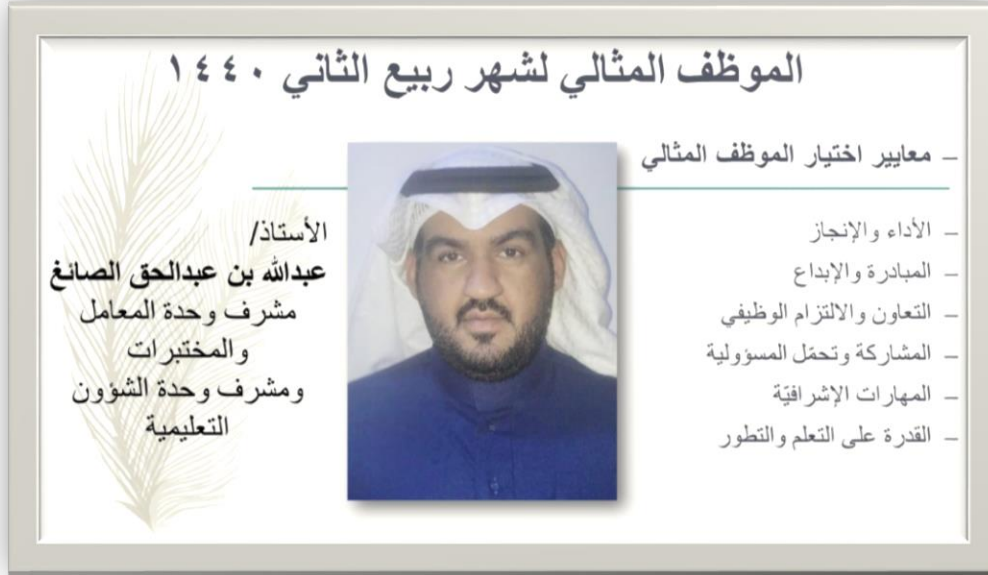 الموظف المثالي لشهر ربيع الثاني ١٤٤٠
– معايير اختيار الموظف المثالي
– الأداء والإنجاز
– المبادرة والإبداع
– التعاون والالتزام الوظيفي
– المشاركة وتحمّل المسؤولية
– المهارات الإشرافيّة
– القدرة على التعلم والتطور
الأستاذ/
عبدالله بن عبدالحق الصائغ
مشرف وحدة المعامل
والمختبرات
ومشرف وحدة الشؤون
التعليمية